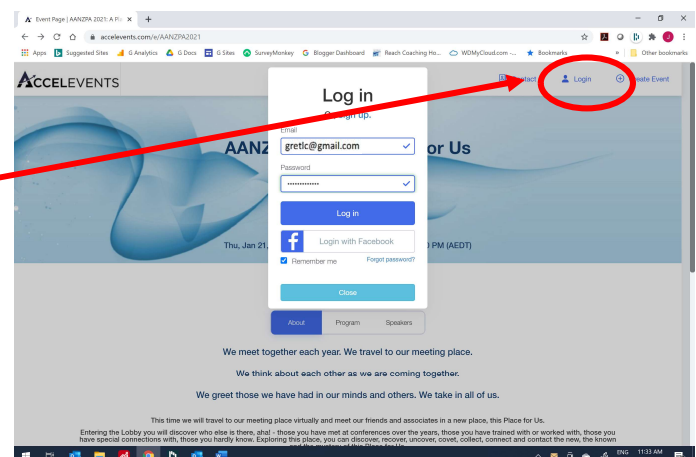 Event Page | AANZPA 2021: A Pl
accelevents.com/e/AANZPA2021
Apps Suggested Sites G Analytics G Docs G Sites SurveyMonkey G Blogger Dashboard Reach Coaching Ho... WDMyCloud.com -... Bookmarks » Other bookmarks
ACCELEVENTS
Login
Create Event
Log in
Email
gretlc@gmail.com
Password
Log in
Login with Facebook
Remember me Forgot password?
Close
AANZ or Us
Thu, Jan 21, PM (AEDT)
About Program Speakers
We meet together each year. We travel to our meeting place.
We think about each other as we are coming together.
We greet those we have had in our minds and others. We take in all of us.
This time we will travel to our meeting place virtually and meet our friends and associates in a new place, this Place for Us.
Entering the Lobby you will discover who else is there, aha! - those you have met at conferences over the years, those you have trained with or worked with, those you
have special connections with, those you hardly know. Exploring this place, you can discover, recover, uncover, covet, collect, connect and contact the new, the known
ENG 11:33 AM